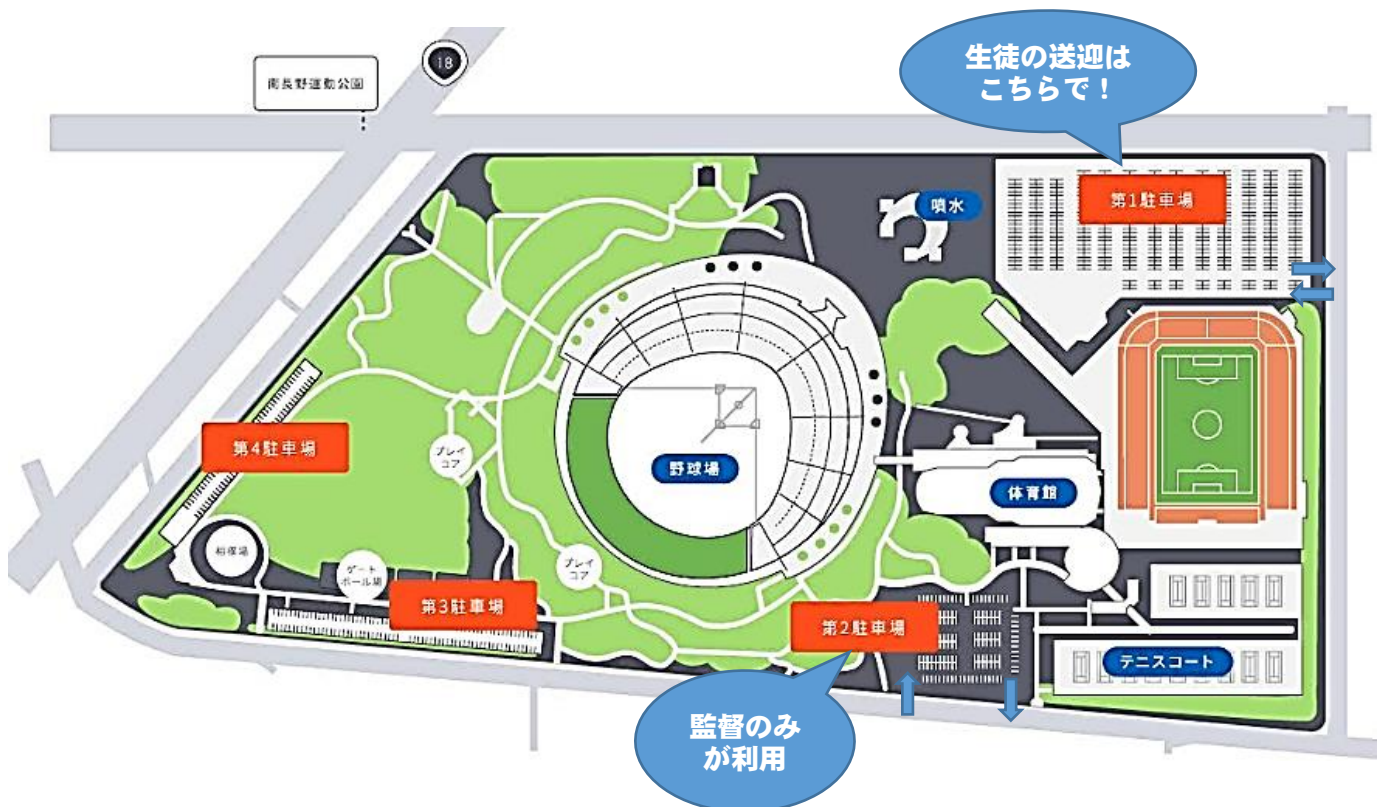 生徒の送迎は
こちらで！
18
南長野運動公園
第1駐車場
噴水
第4駐車場
プレイ
コア
野球場
体育館
相撲場
ゲート
ボール場
プレイ
コア
第3駐車場
第2駐車場
テニスコート
監督のみ
が利用